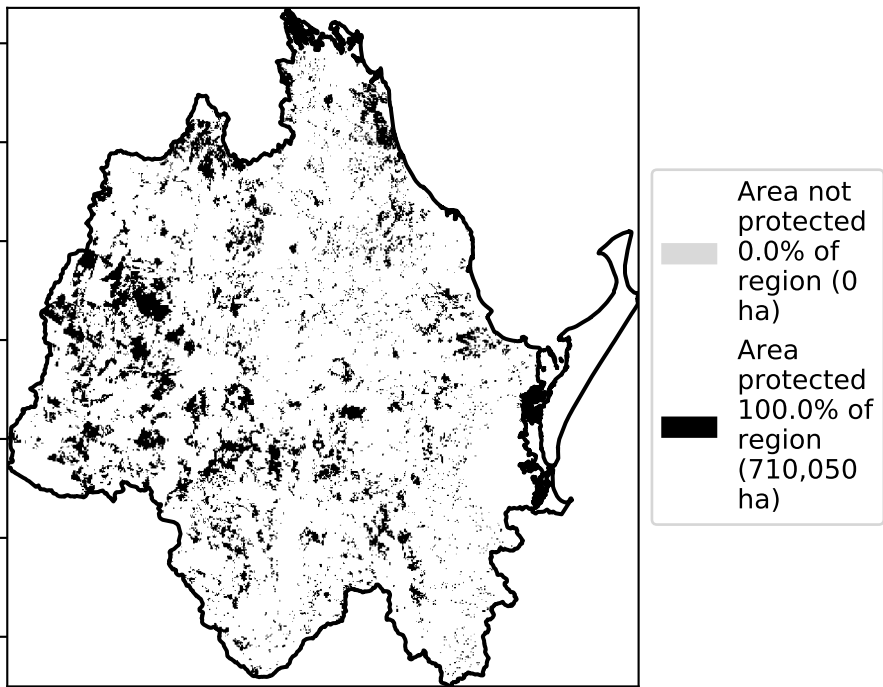 Area not
protected
0.0% of
region (0
ha)
Area
protected
100.0% of
region
(710,050
ha)